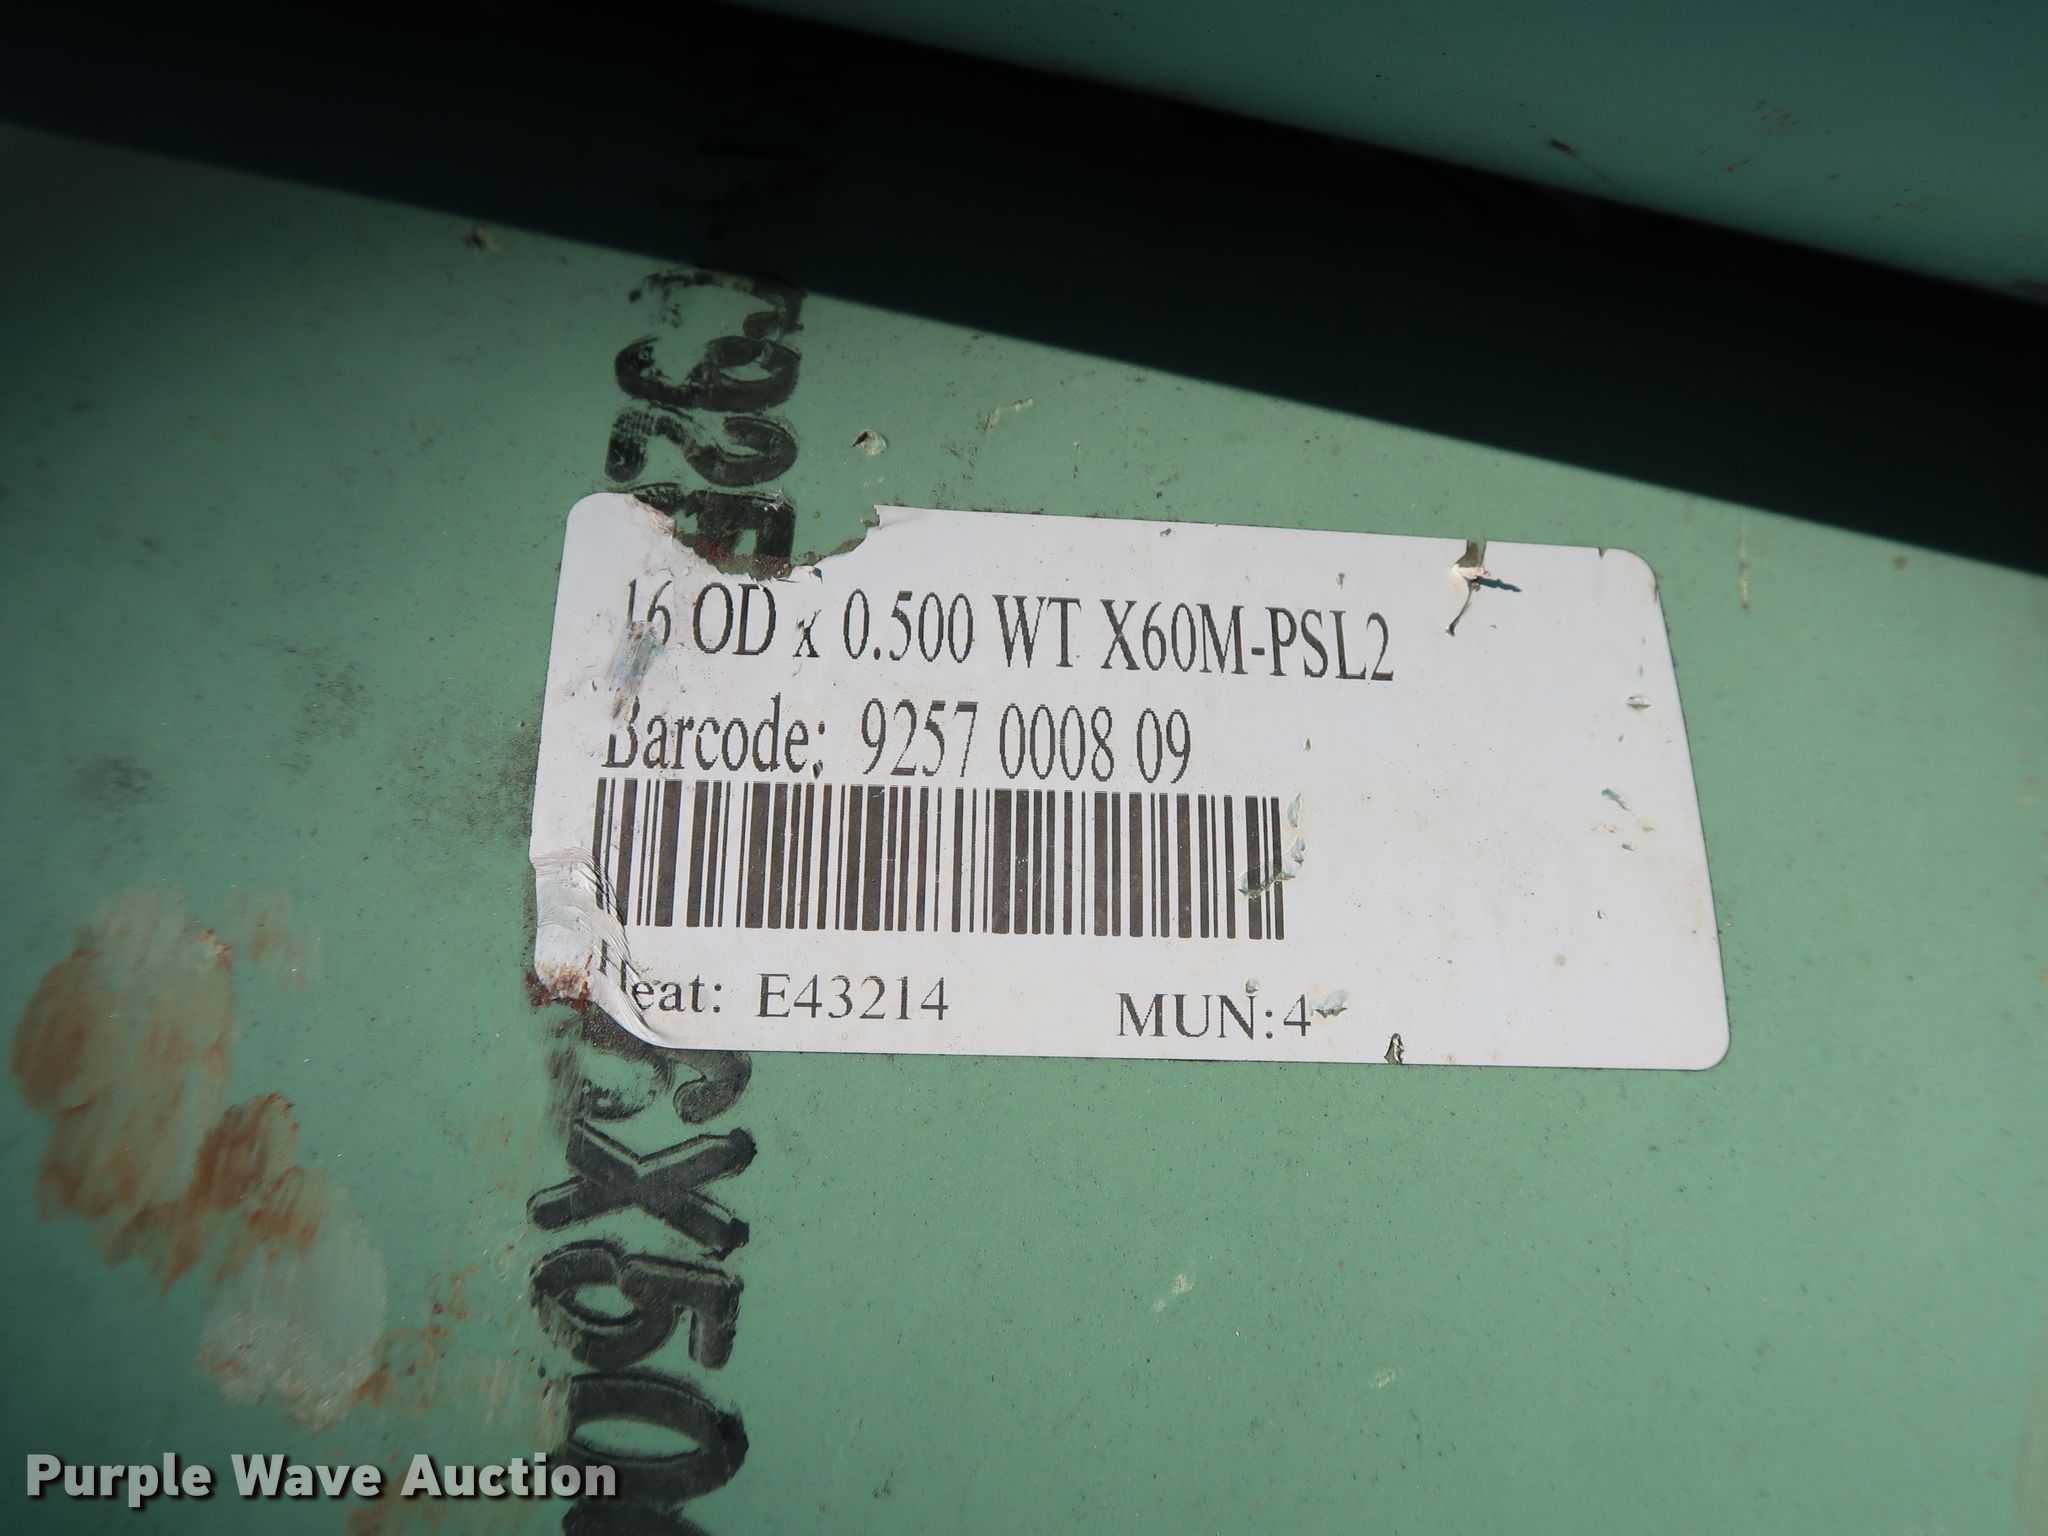 16 OD x 0.500 WT X60M-PSL2
Barcode: 9257 0008 09
Heat: E43214 MUN:4
Purple Wave Auction